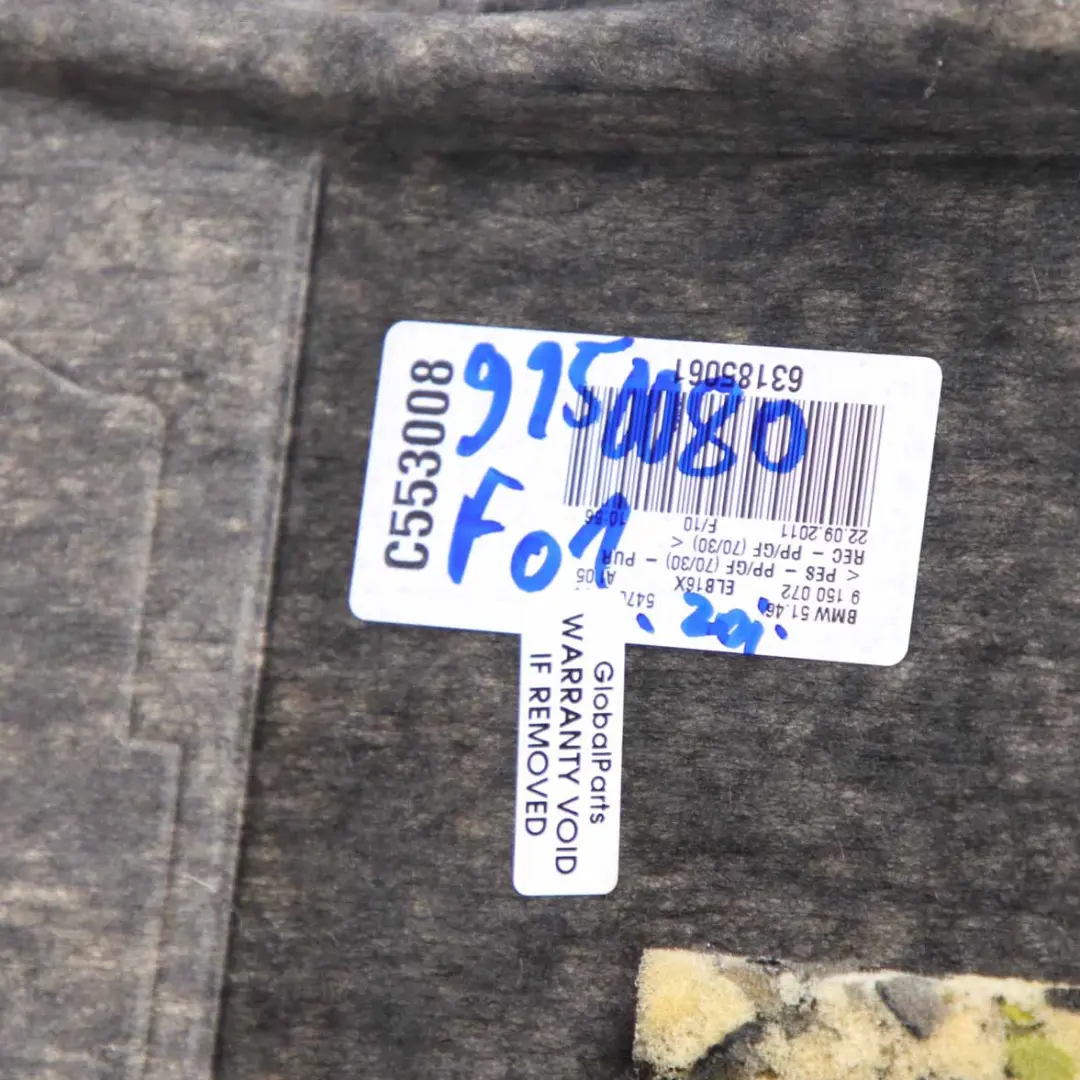 C553008
9150080
F01
63185061
22.09.2011 F/10 10:56
REC - PP/GF (70/30) <
> PES - PP/GF (70/30) - PUR
9 150 072 ELB16X
BMW 51.46
GlobalParts
WARRANTY VOID
IF REMOVED